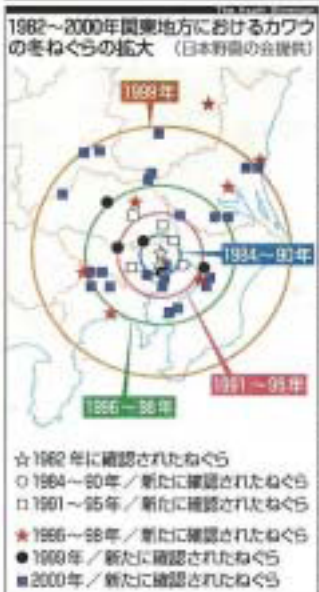 The Asahi Shimbun
1982～2000年関東地方におけるカワウ
の冬ねぐらの拡大 （日本野鳥の会提供）
1999年
1984～90年
1991～95年
1996～98年
☆1982年に確認されたねぐら
○1984～90年／新たに確認されたねぐら
□1991～95年／新たに確認されたねぐら
★1996～98年／新たに確認されたねぐら
●1999年／新たに確認されたねぐら
■2000年／新たに確認されたねぐら